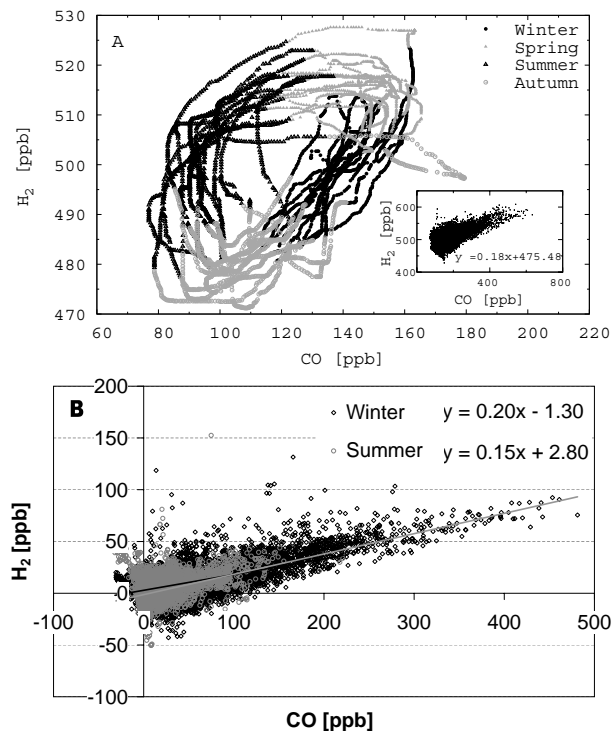 A
Winter
Spring
Summer
Autumn
H2 [ppb]
530
520
510
500
490
480
470
60 80 100 120 140 160 180 200 220
CO [ppb]
H2 [ppb]
600
500
400
0 400 800
y =0.18x+475.48
CO [ppb]
B
Winter y = 0.20x - 1.30
Summer y = 0.15x + 2.80
H2 [ppb]
200
150
100
50
0
-50
-100
-100 0 100 200 300 400 500
CO [ppb]